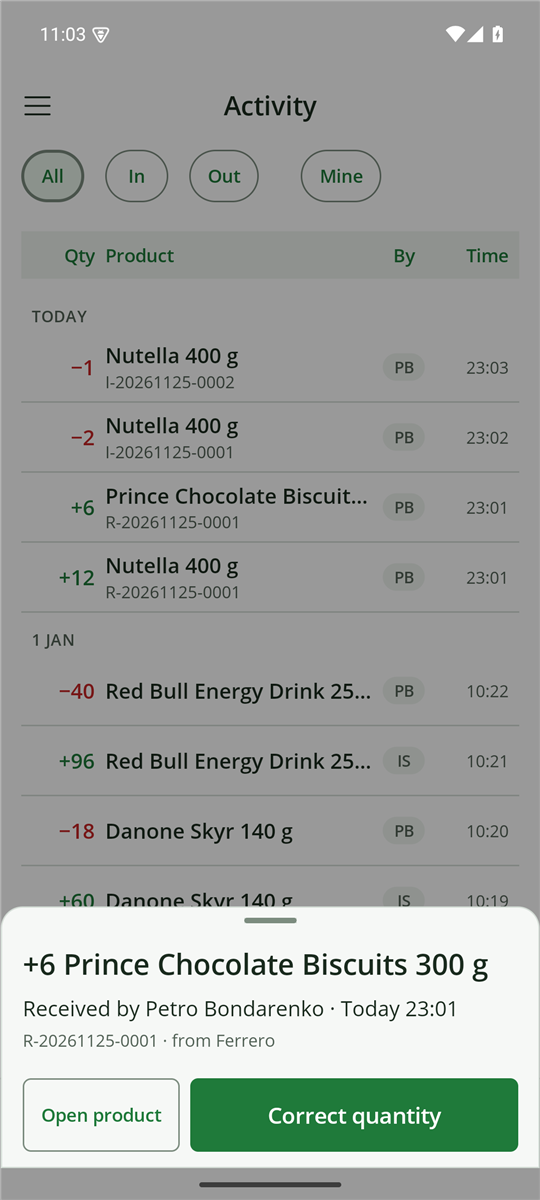 11:03
Activity
All In Out Mine
Qty Product By Time
TODAY
−1 Nutella 400 g PB 23:03
I-20261125-0002
−2 Nutella 400 g PB 23:02
I-20261125-0001
+6 Prince Chocolate Biscuit... PB 23:01
R-20261125-0001
+12 Nutella 400 g PB 23:01
R-20261125-0001
1 JAN
−40 Red Bull Energy Drink 25... PB 10:22
+96 Red Bull Energy Drink 25... IS 10:21
−18 Danone Skyr 140 g PB 10:20
+60 Danone Skyr 140 g IS 10:19
+6 Prince Chocolate Biscuits 300 g
Received by Petro Bondarenko · Today 23:01
R-20261125-0001 · from Ferrero
Open product Correct quantity